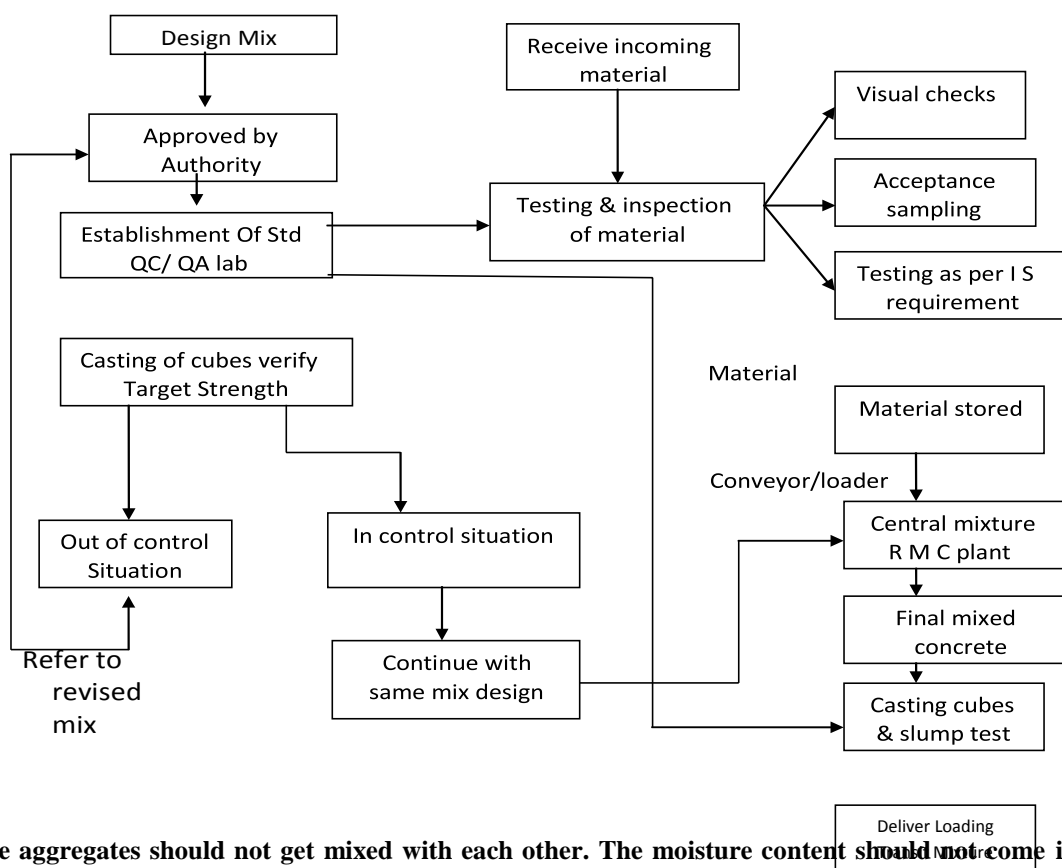 Design Mix
Approved by
Authority
Establishment Of Std
QC/ QA lab
Receive incoming
material
Testing & inspection
of material
Visual checks
Acceptance
sampling
Testing as per I S
requirement
Casting of cubes verify
Target Strength
Out of control
Situation
In control situation
Continue with
same mix design
Refer to
revised
mix
Material
Material stored
Conveyor/loader
Central mixture
R M C plant
Final mixed
concrete
Casting cubes
& slump test
Deliver Loading
aggregates should not get mixed with each other. The moisture content should not come